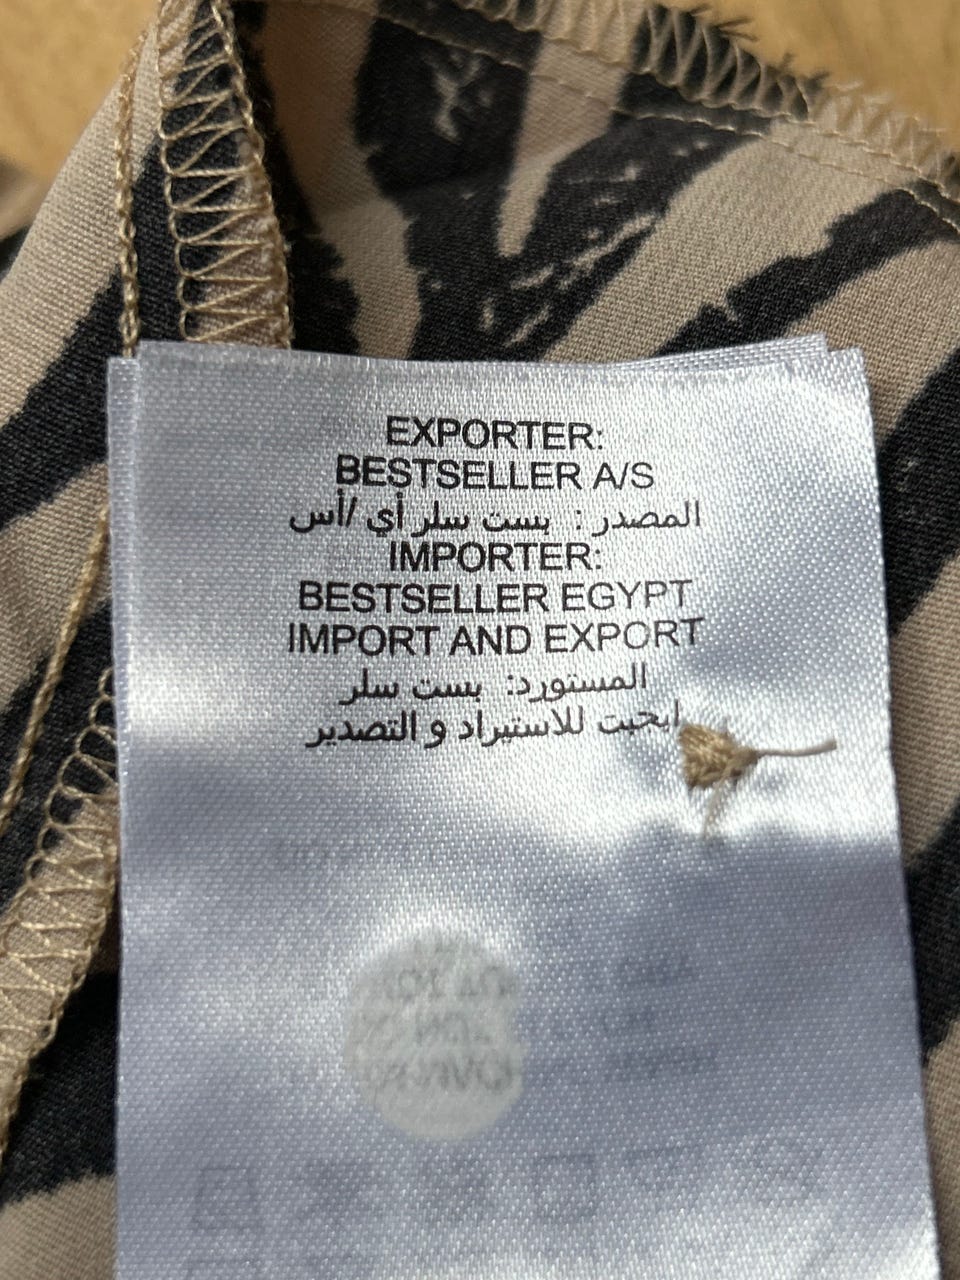 EXPORTER:
BESTSELLER A/S
المصدر : بست سلر أي /أس
IMPORTER:
BESTSELLER EGYPT
IMPORT AND EXPORT
المستورد: بست سلر
ايجبت للاستيراد و التصدير